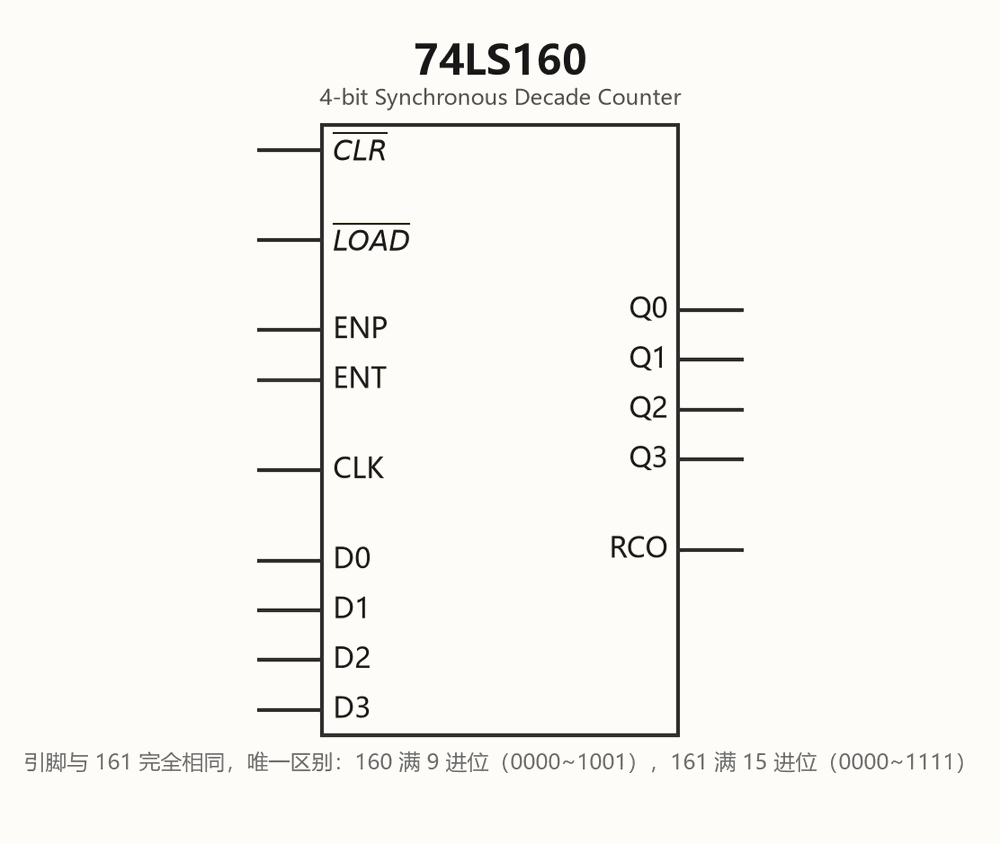 74LS160
4-bit Synchronous Decade Counter
CLR
LOAD
ENP
ENT
CLK
D0
D1
D2
D3
Q0
Q1
Q2
Q3
RCO
引脚与 161 完全相同，唯一区别：160 满 9 进位（0000~1001），161 满 15 进位（0000~1111）